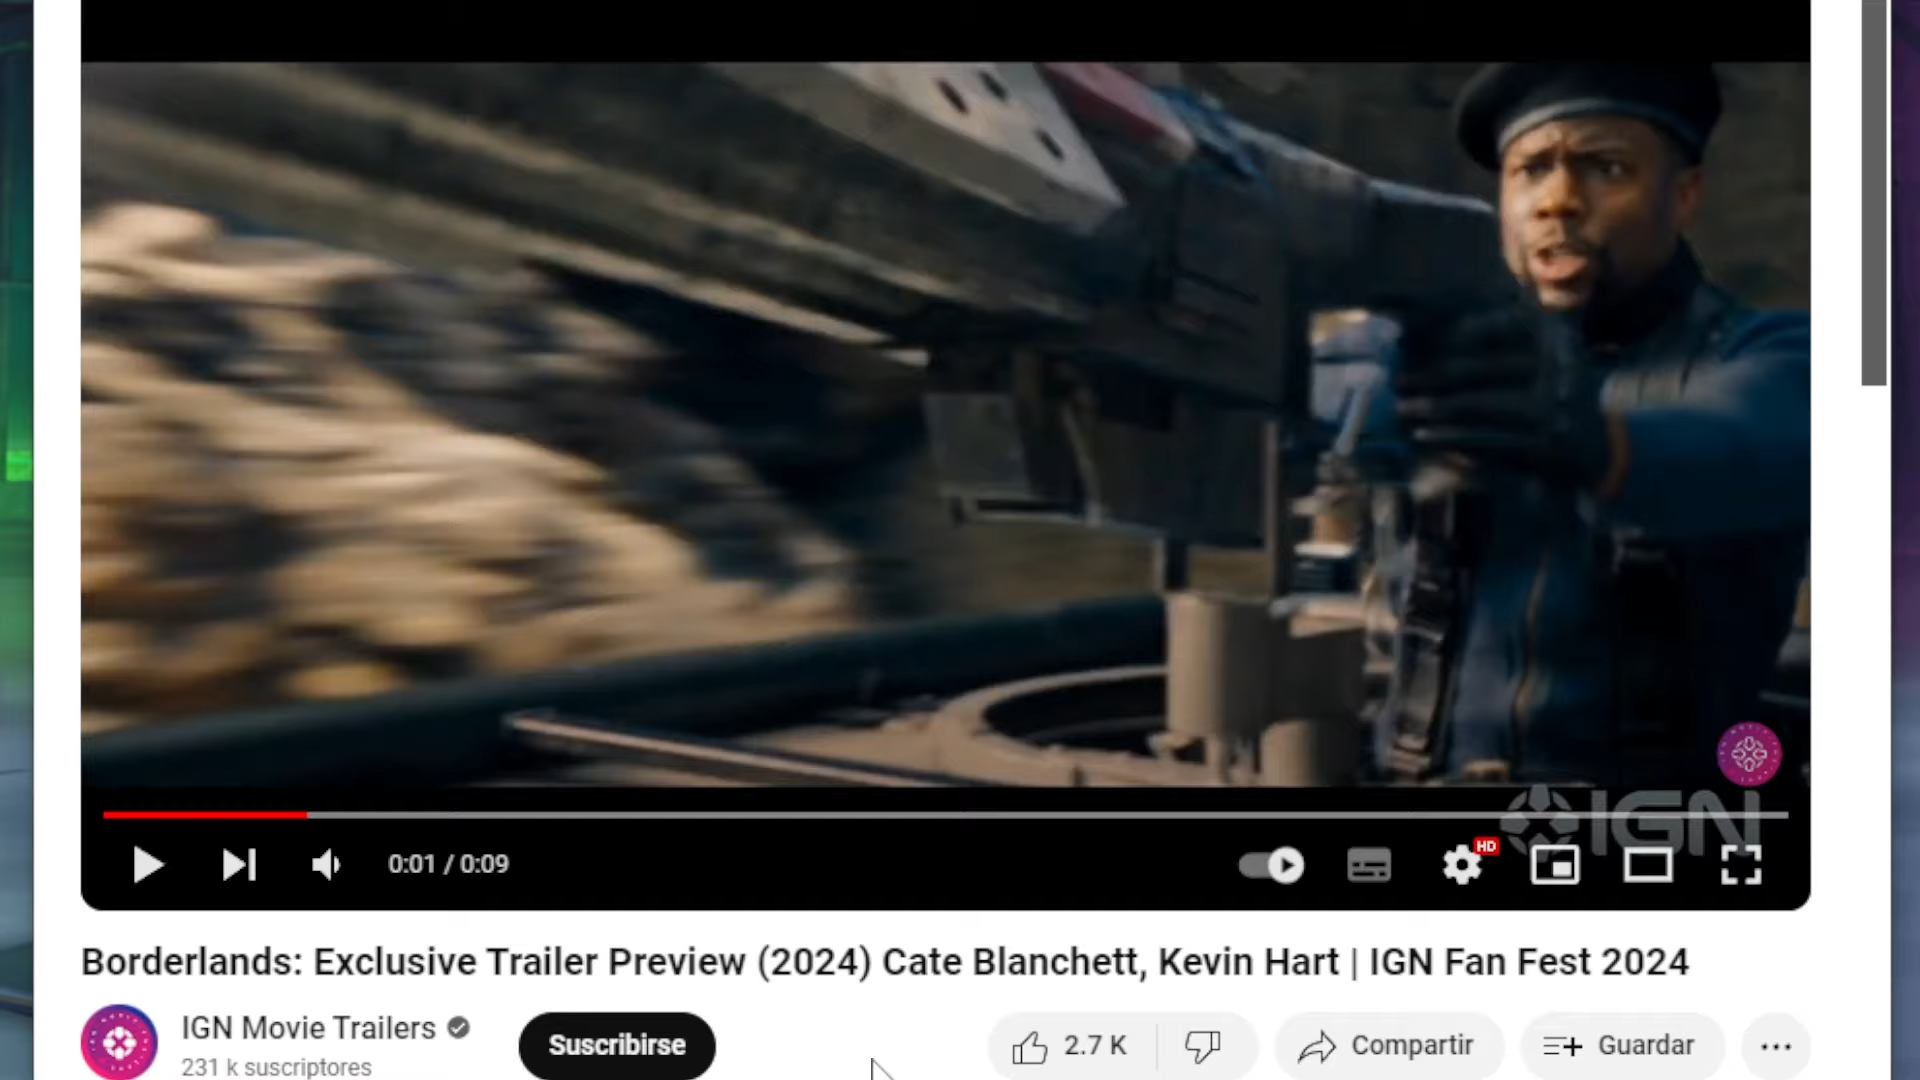 IGN
HD
0:01 / 0:09
Borderlands: Exclusive Trailer Preview (2024) Cate Blanchett, Kevin Hart | IGN Fan Fest 2024
IGN Movie Trailers
231 k suscriptores
Suscribirse
2.7 K
Compartir
Guardar